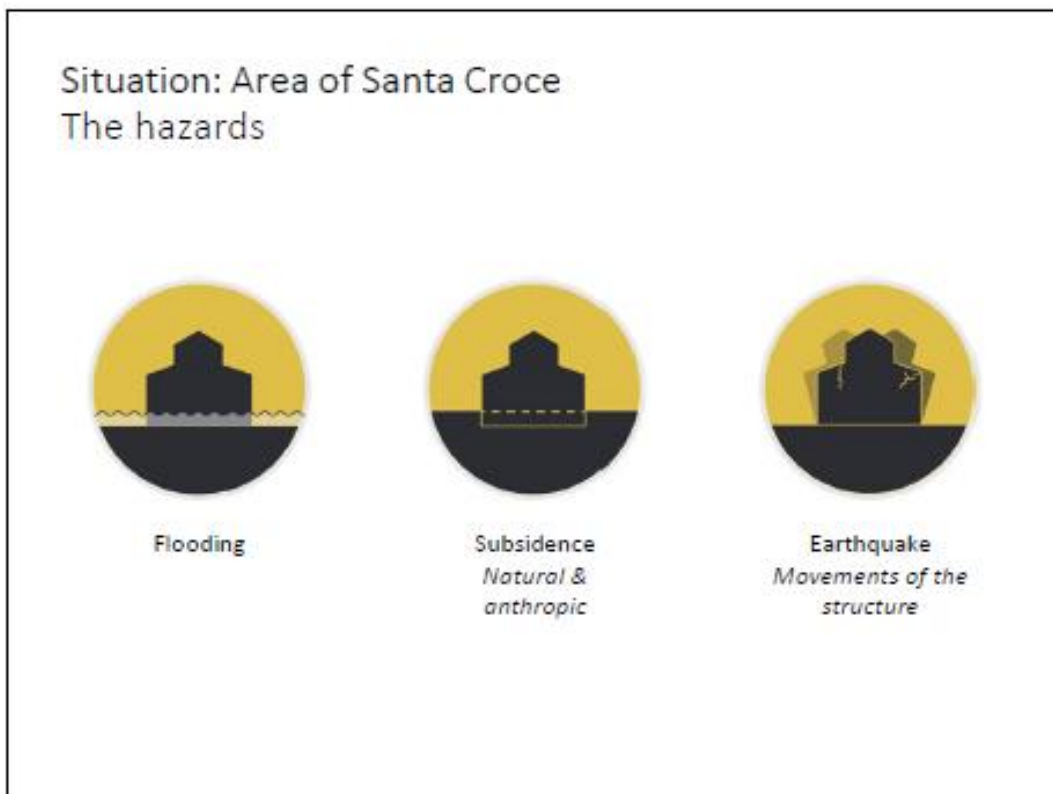 Situation: Area of Santa Croce
The hazards
Flooding
Subsidence
Natural &
anthropic
Earthquake
Movements of the
structure